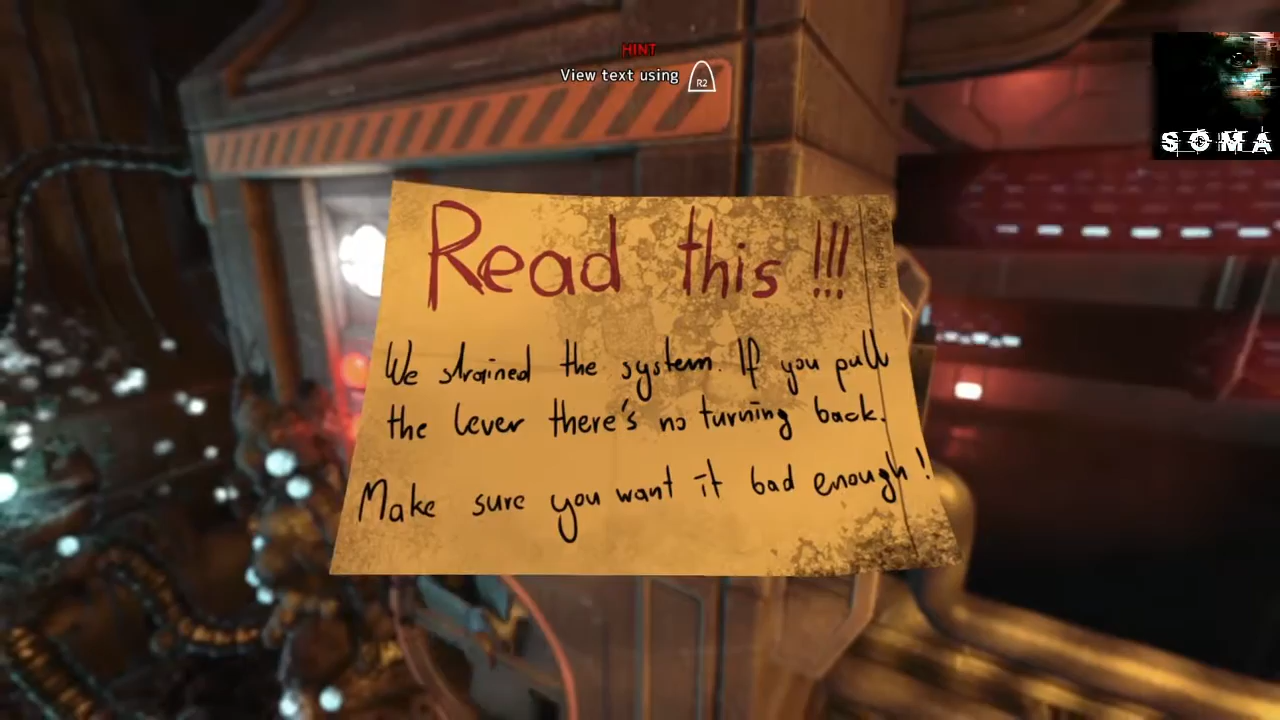 HINT
View text using R2
SOMA
Read this !!!
We strained the system. If you pull
the lever there's no turning back.
Make sure you want it bad enough!